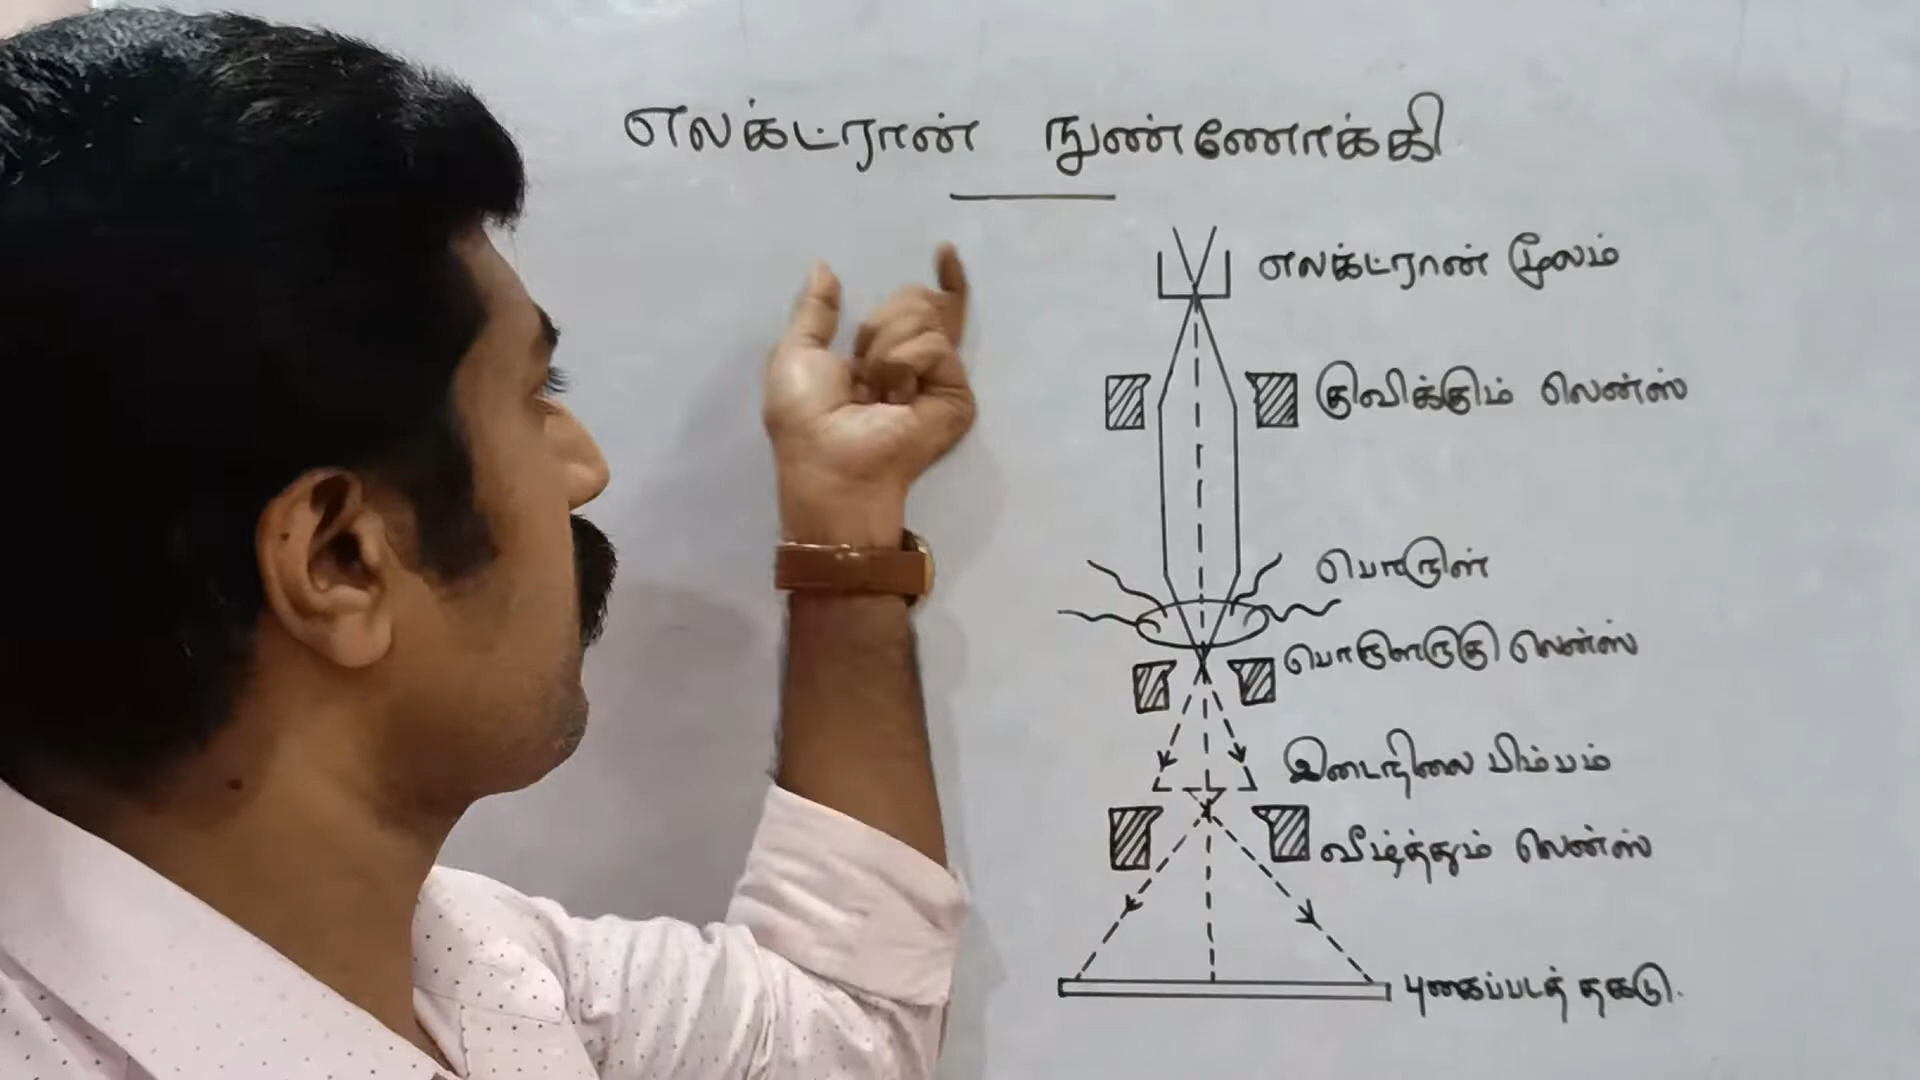 எலக்ட்ரான் நுண்ணோக்கி
எலக்ட்ரான் மூலம்
குவிக்கும் லென்ஸ்
பொருள்
பொருளருகு லென்ஸ்
இடைநிலை பிம்பம்
வீழ்த்தும் லென்ஸ்
புகைப்படத் தகடு.